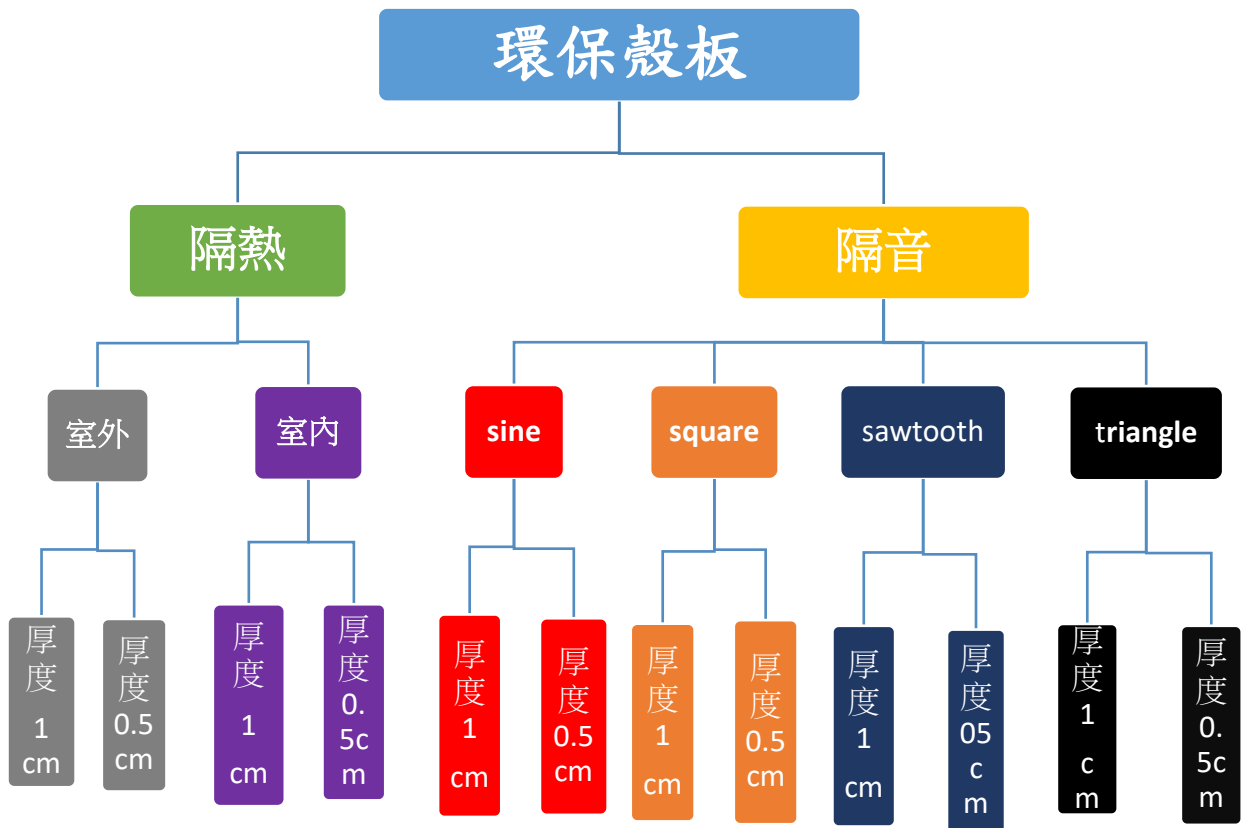 環保殼板
隔熱
隔音
室外
室內
sine
square
sawtooth
triangle
厚
度
1
cm
厚
度
0.5
cm
厚
度
1
cm
厚
度
0.
5c
m
厚
度
1
cm
厚
度
0.5
cm
厚
度
1
cm
厚
度
0.5
cm
厚
度
1
cm
厚
度
05
c
m
厚
度
1
c
m
厚
度
0.
5c
m